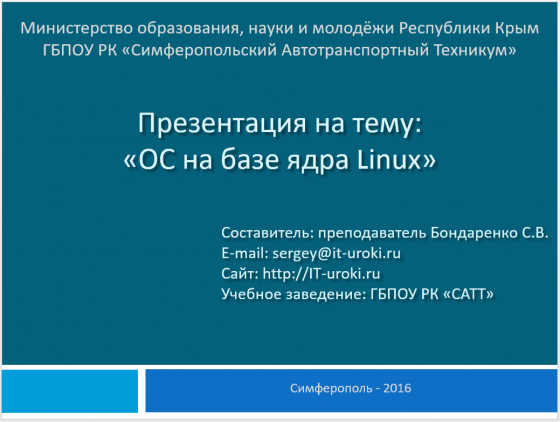 Министерство образования, науки и молодёжи Республики Крым
ГБПОУ РК «Симферопольский Автотранспортный Техникум»
Презентация на тему:
«ОС на базе ядра Linux»
Составитель: преподаватель Бондаренко С.В.
E-mail: sergey@it-uroki.ru
Сайт: http://IT-uroki.ru
Учебное заведение: ГБПОУ РК «САТТ»
Симферополь - 2016